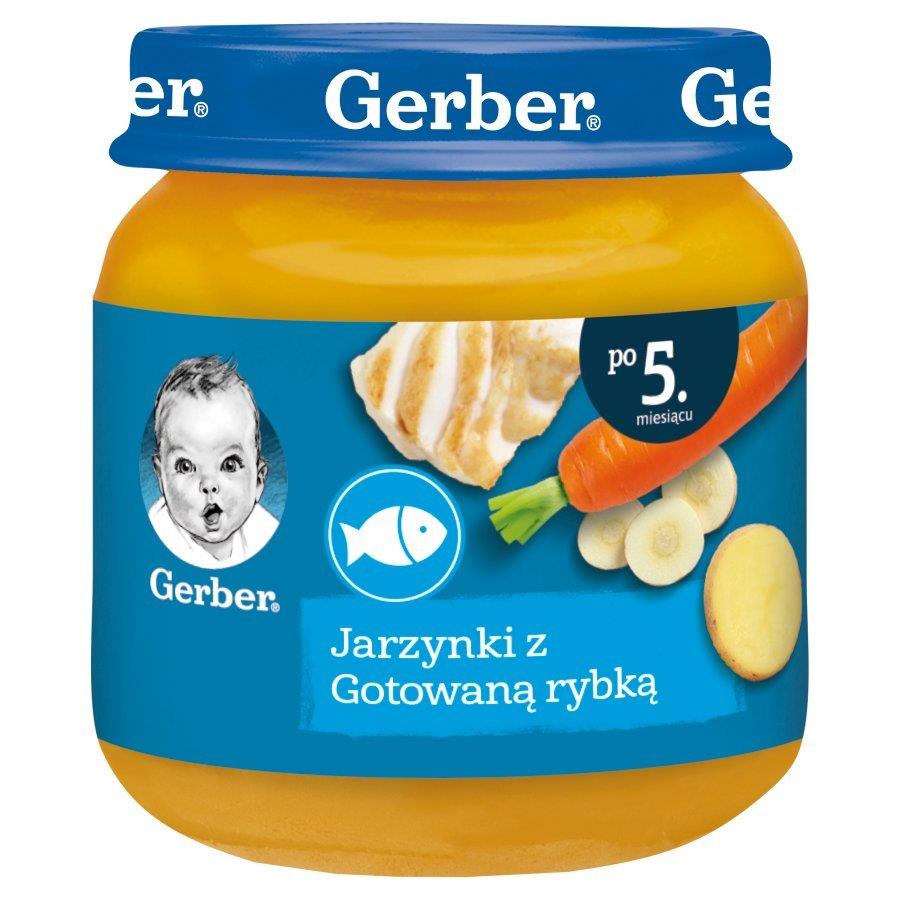 er®
Gerber®
Ge
po 5.
miesiącu
Gerber®
Jarzynki z
Gotowaną rybką